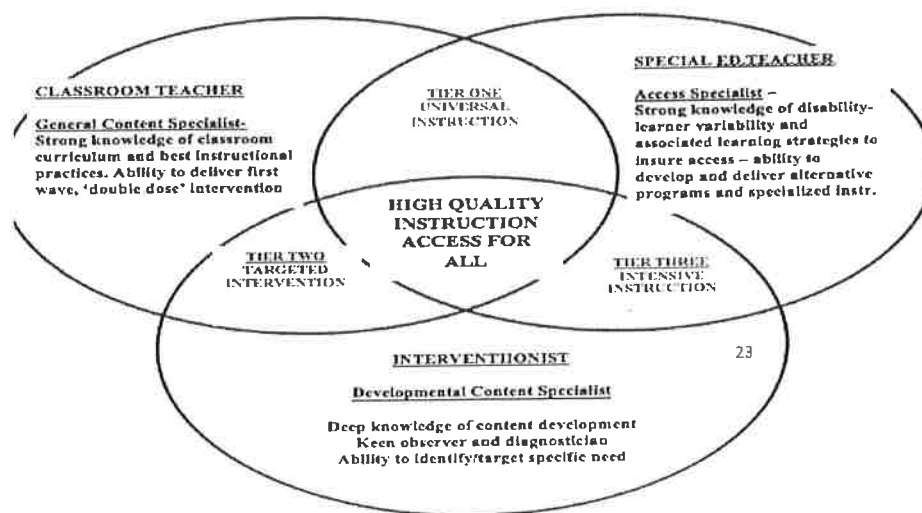 CLASSROOM TEACHER
General Content Specialist-
Strong knowledge of classroom
curriculum and best instructional
practices. Ability to deliver first
wave, ‘double dose’ intervention
TIER ONE
UNIVERSAL
INSTRUCTION
SPECIAL ED.TEACHER
Access Specialist –
Strong knowledge of disability-
learner variability and
associated learning strategies to
insure access – ability to
develop and deliver alternative
programs and specialized instr.
HIGH QUALITY
INSTRUCTION
ACCESS FOR
ALL
TIER TWO
TARGETED
INTERVENTION
TIER THREE
INTENSIVE
INSTRUCTION
INTERVENTIONIST
23
Developmental Content Specialist
Deep knowledge of content development
Keen observer and diagnostician
Ability to identify/target specific need